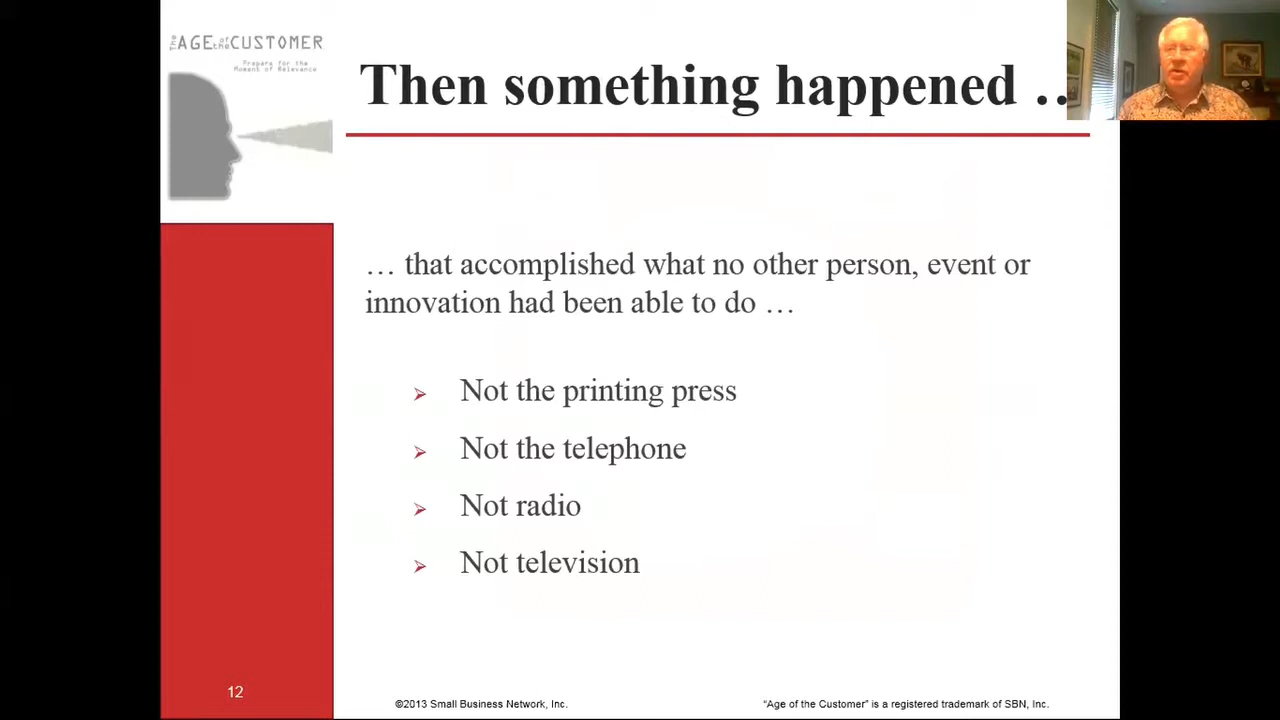 The AGE of the CUSTOMER
Prepare for the
Moment of Relevance
Then something happened …
… that accomplished what no other person, event or
innovation had been able to do …
➢ Not the printing press
➢ Not the telephone
➢ Not radio
➢ Not television
12
©2013 Small Business Network, Inc.
“Age of the Customer” is a registered trademark of SBN, Inc.